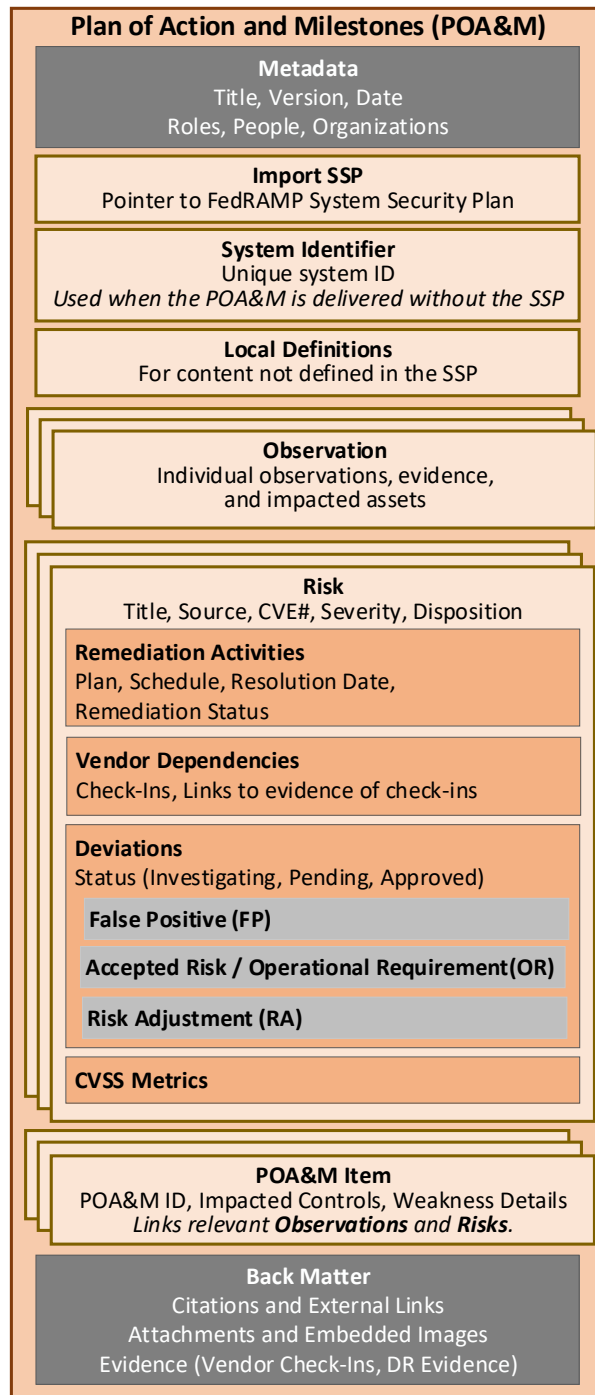 Plan of Action and Milestones (POA&M)
Metadata
Title, Version, Date
Roles, People, Organizations
Import SSP
Pointer to FedRAMP System Security Plan
System Identifier
Unique system ID
Used when the POA&M is delivered without the SSP
Local Definitions
For content not defined in the SSP
Observation
Individual observations, evidence,
and impacted assets
Risk
Title, Source, CVE#, Severity, Disposition
Remediation Activities
Plan, Schedule, Resolution Date,
Remediation Status
Vendor Dependencies
Check-Ins, Links to evidence of check-ins
Deviations
Status (Investigating, Pending, Approved)
False Positive (FP)
Accepted Risk / Operational Requirement(OR)
Risk Adjustment (RA)
CVSS Metrics
POA&M Item
POA&M ID, Impacted Controls, Weakness Details
Links relevant Observations and Risks.
Back Matter
Citations and External Links
Attachments and Embedded Images
Evidence (Vendor Check-Ins, DR Evidence)